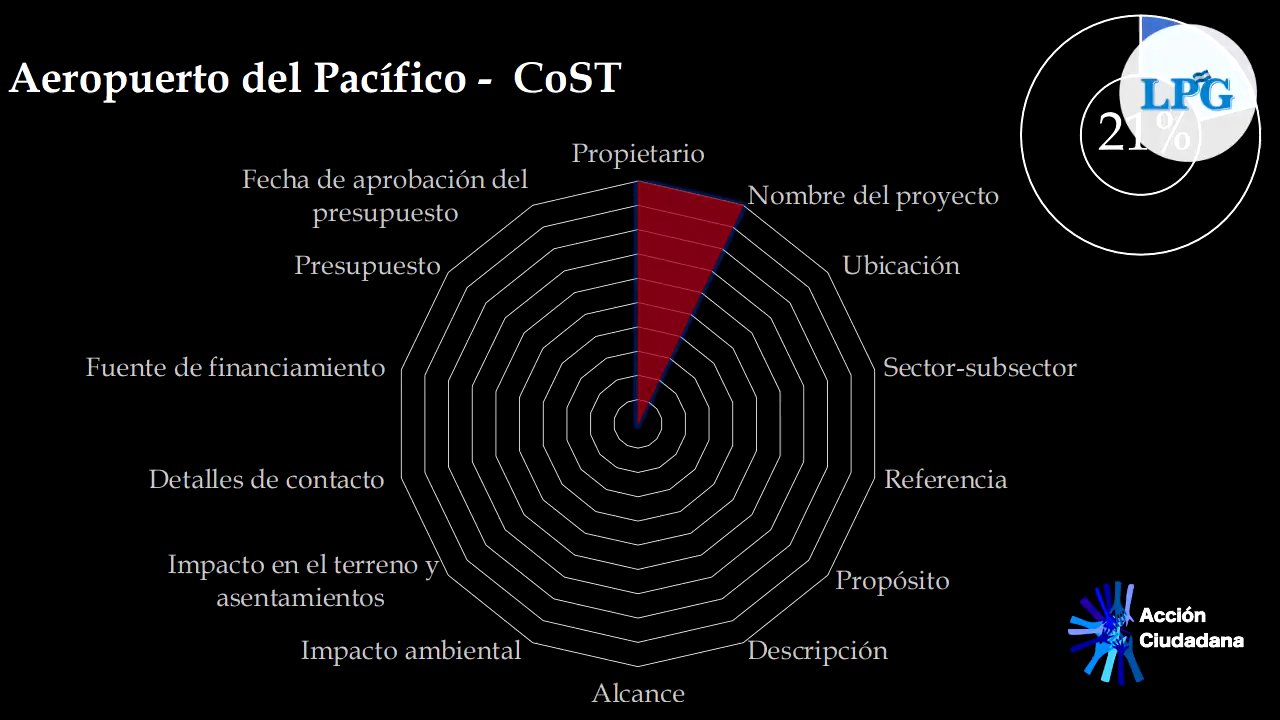 Aeropuerto del Pacífico - CoST
LPG
21%
Propietario
Nombre del proyecto
Ubicación
Sector-subsector
Referencia
Propósito
Descripción
Alcance
Impacto ambiental
Impacto en el terreno y
asentamientos
Detalles de contacto
Fuente de financiamiento
Presupuesto
Fecha de aprobación del
presupuesto
Acción
Ciudadana